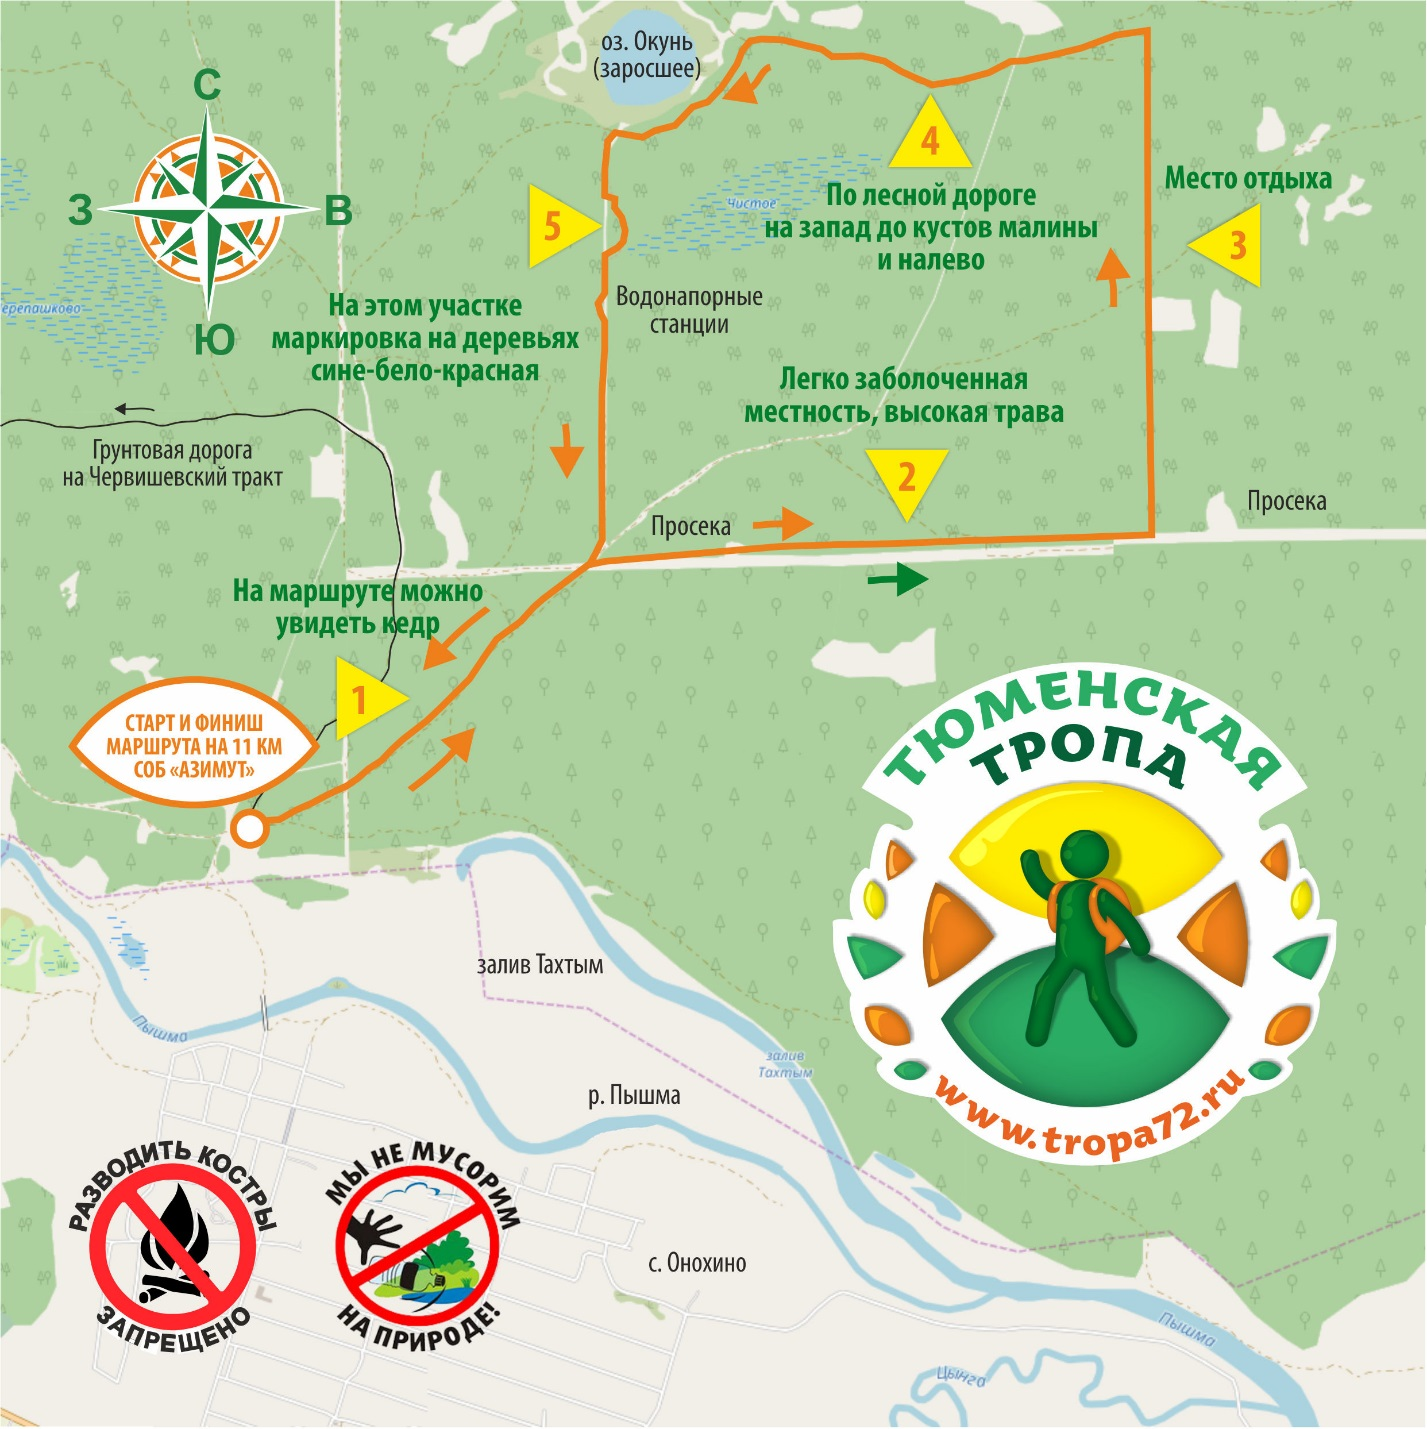 оз. Окунь
(заросшее)
С
З
В
Ю
4
Место отдыха
3
5
Чистое
По лесной дороге
на запад до кустов малины
и налево
Водонапорные
станции
На этом участке
маркировка на деревьях
сине-бело-красная
Легко заболоченная
местность, высокая трава
2
Грунтовая дорога
на Червишевский тракт
Просека
Просека
На маршруте можно
увидеть кедр
1
СТАРТ И ФИНИШ
МАРШРУТА НА 11 КМ
СОБ «АЗИМУТ»
ТЮМЕНСКАЯ
ТРОПА
www.tropa72.ru
залив Тахтым
Пышма
залив
Тахтым
р. Пышма
РАЗВОДИТЬ КОСТРЫ
ЗАПРЕЩЕНО
МЫ НЕ МУСОРИМ
НА ПРИРОДЕ!
с. Онохино
Пышма
Цынга